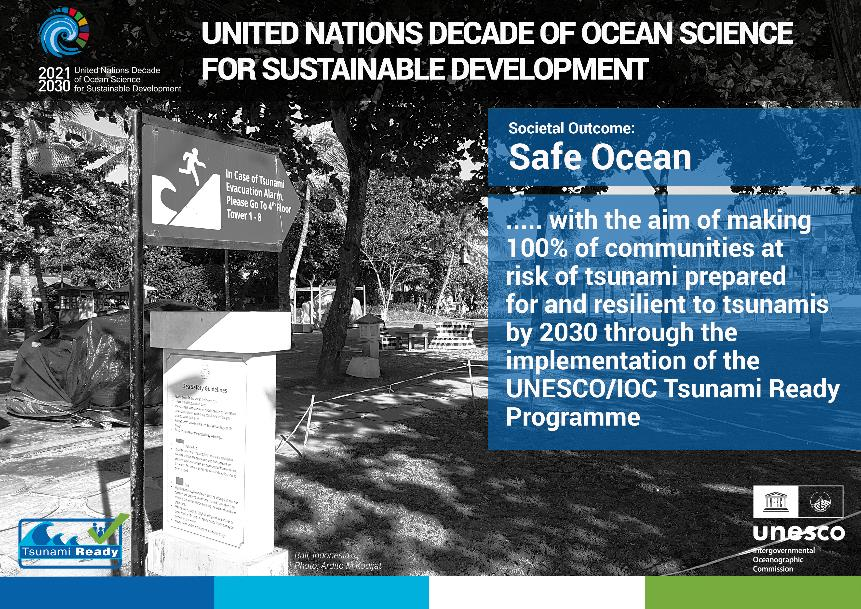 UNITED NATIONS DECADE OF OCEAN SCIENCE
FOR SUSTAINABLE DEVELOPMENT
2021
2030
United Nations Decade
of Ocean Science
for Sustainable Development
Societal Outcome:
Safe Ocean
..... with the aim of making
100% of communities at
risk of tsunami prepared
for and resilient to tsunamis
by 2030 through the
implementation of the
UNESCO/IOC Tsunami Ready
Programme
In Case of Tsunami
Evacuation Alarm,
Please Go To 4th Floor
Tower 1 - 8
Guidelines
Tsunami Ready
Bali, Indonesia
Photo: Ardito M Kodijat
unesco
Intergovernmental
Oceanographic
Commission